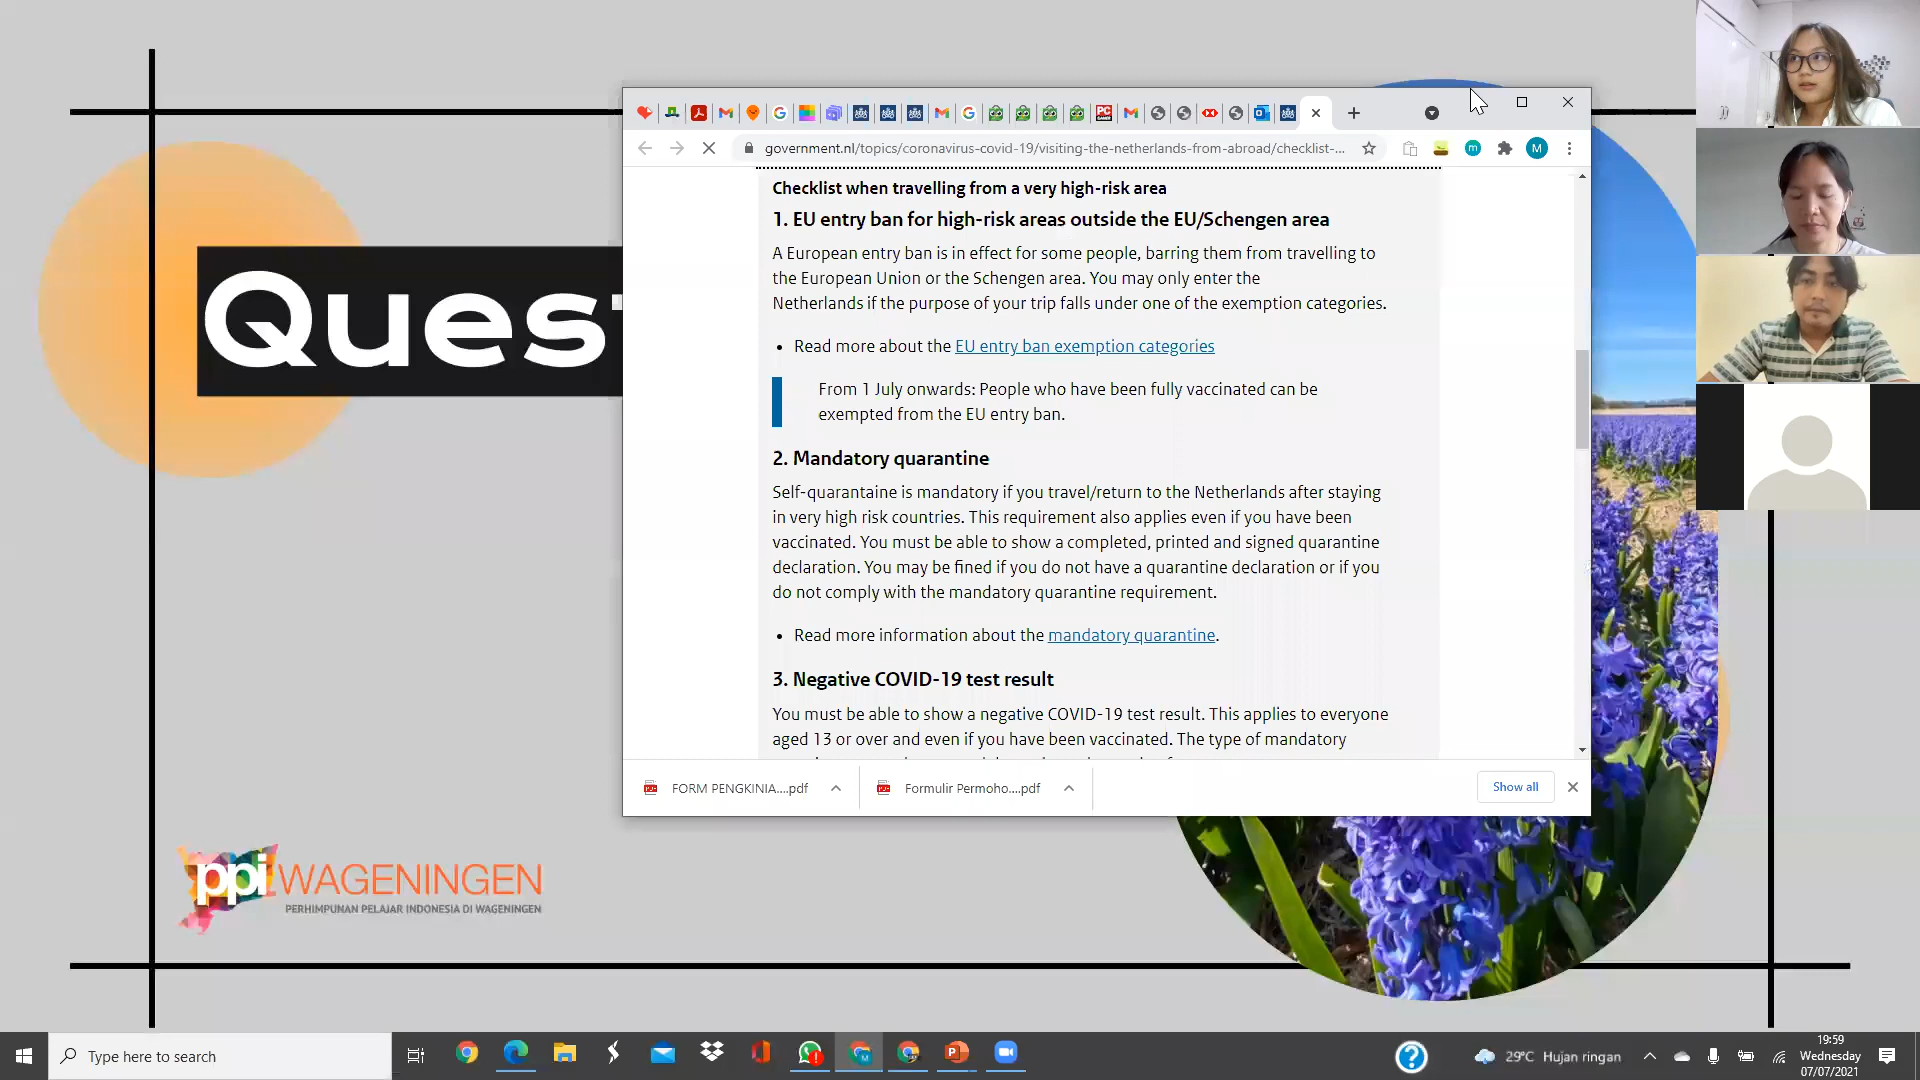 government.nl/topics/coronavirus-covid-19/visiting-the-netherlands-from-abroad/checklist-...
M
Ques
Checklist when travelling from a very high-risk area
1. EU entry ban for high-risk areas outside the EU/Schengen area
A European entry ban is in effect for some people, barring them from travelling to
the European Union or the Schengen area. You may only enter the
Netherlands if the purpose of your trip falls under one of the exemption categories.
• Read more about the EU entry ban exemption categories
From 1 July onwards: People who have been fully vaccinated can be
exempted from the EU entry ban.
2. Mandatory quarantine
Self-quarantaine is mandatory if you travel/return to the Netherlands after staying
in very high risk countries. This requirement also applies even if you have been
vaccinated. You must be able to show a completed, printed and signed quarantine
declaration. You may be fined if you do not have a quarantine declaration or if you
do not comply with the mandatory quarantine requirement.
• Read more information about the mandatory quarantine.
3. Negative COVID-19 test result
You must be able to show a negative COVID-19 test result. This applies to everyone
aged 13 or over and even if you have been vaccinated. The type of mandatory
FORM PENGKINIA....pdf
Formulir Permoho....pdf
Show all
ppi WAGENINGEN
PERHIMPUNAN PELAJAR INDONESIA DI WAGENINGEN
Type here to search
29°C Hujan ringan
19:59
Wednesday
07/07/2021